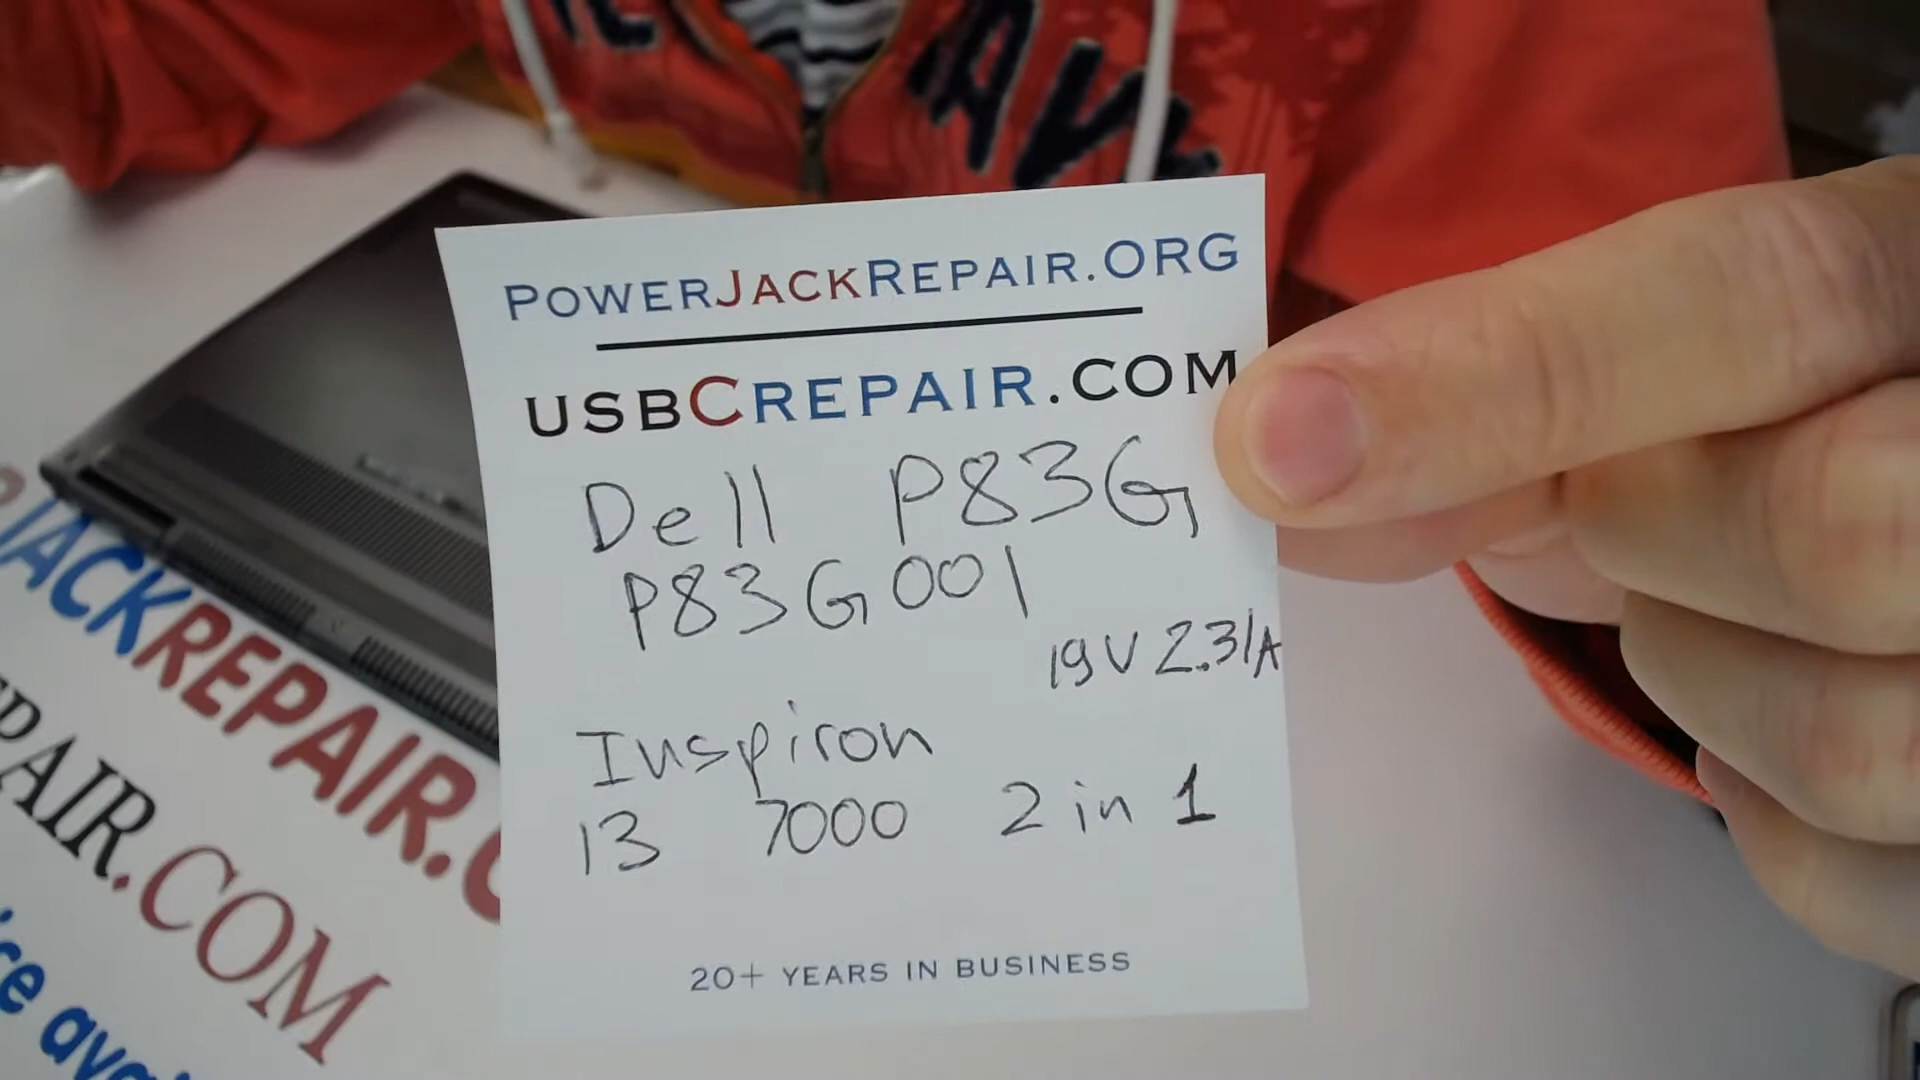 POWERJACKREPAIR.ORG
USBCREPAIR.COM
Dell P83G
P83G001
19V 2.31A
Inspiron
13 7000 2 in 1
20+ YEARS IN BUSINESS
JACKREPAIR.
PAIR.COM